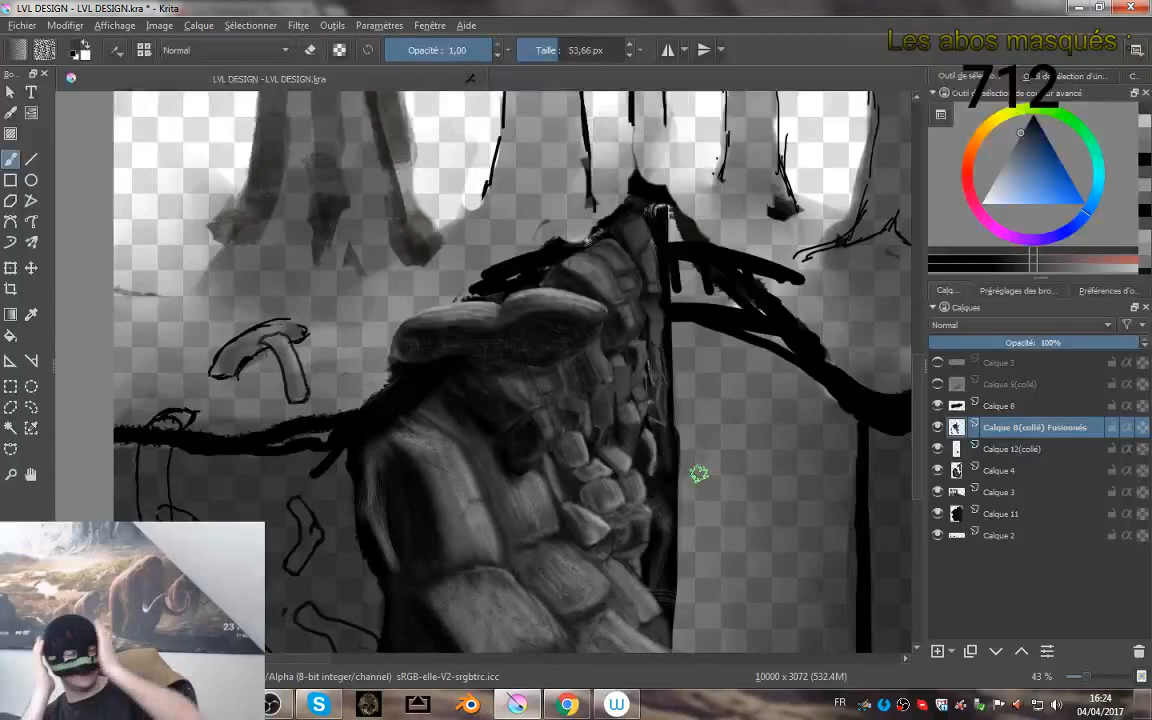 LVL DESIGN - LVL DESIGN.kra * - Krita
Fichier Modifier Affichage Image Calque Sélectionner Filtre Outils Paramètres Fenêtre Aide
Normal Opacité : 1,00 Taille : 53,66 px
Les abos masqués :
712
LVL DESIGN - LVL DESIGN.kra
Outil de sélection de couleur avancé
Calq... Préréglages des bro... Préférences d'o...
Calques
Normal
Opacité: 100%
Calque 3
Calque 5(collé)
Calque 8
Calque 8(collé) Fusionnés
Calque 12(collé)
Calque 4
Calque 3
Calque 11
Calque 2
/Alpha (8-bit integer/channel) sRGB-elle-V2-srgbtrc.icc 10000 x 3072 (532.4M) 43 %
FR 16:24
04/04/2017